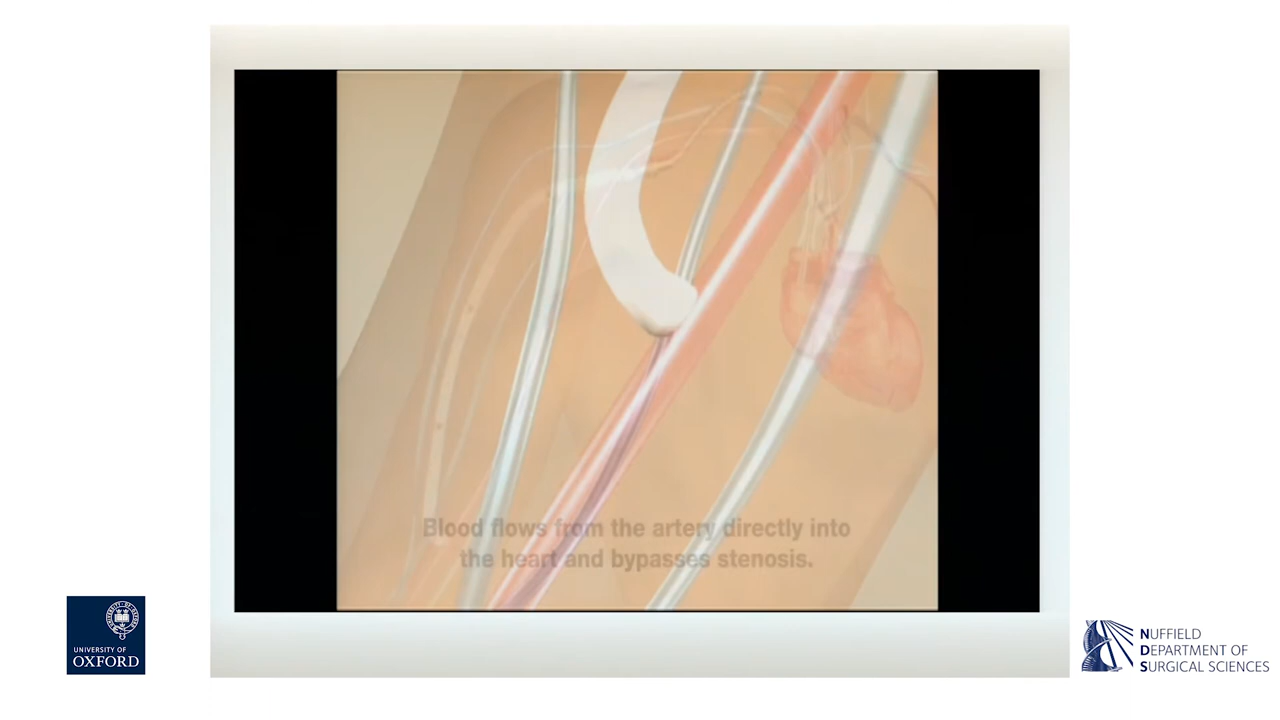 Blood flows from the artery directly into
the heart and bypasses stenosis.
UNIVERSITY OF
OXFORD
NUFFIELD
DEPARTMENT OF
SURGICAL SCIENCES